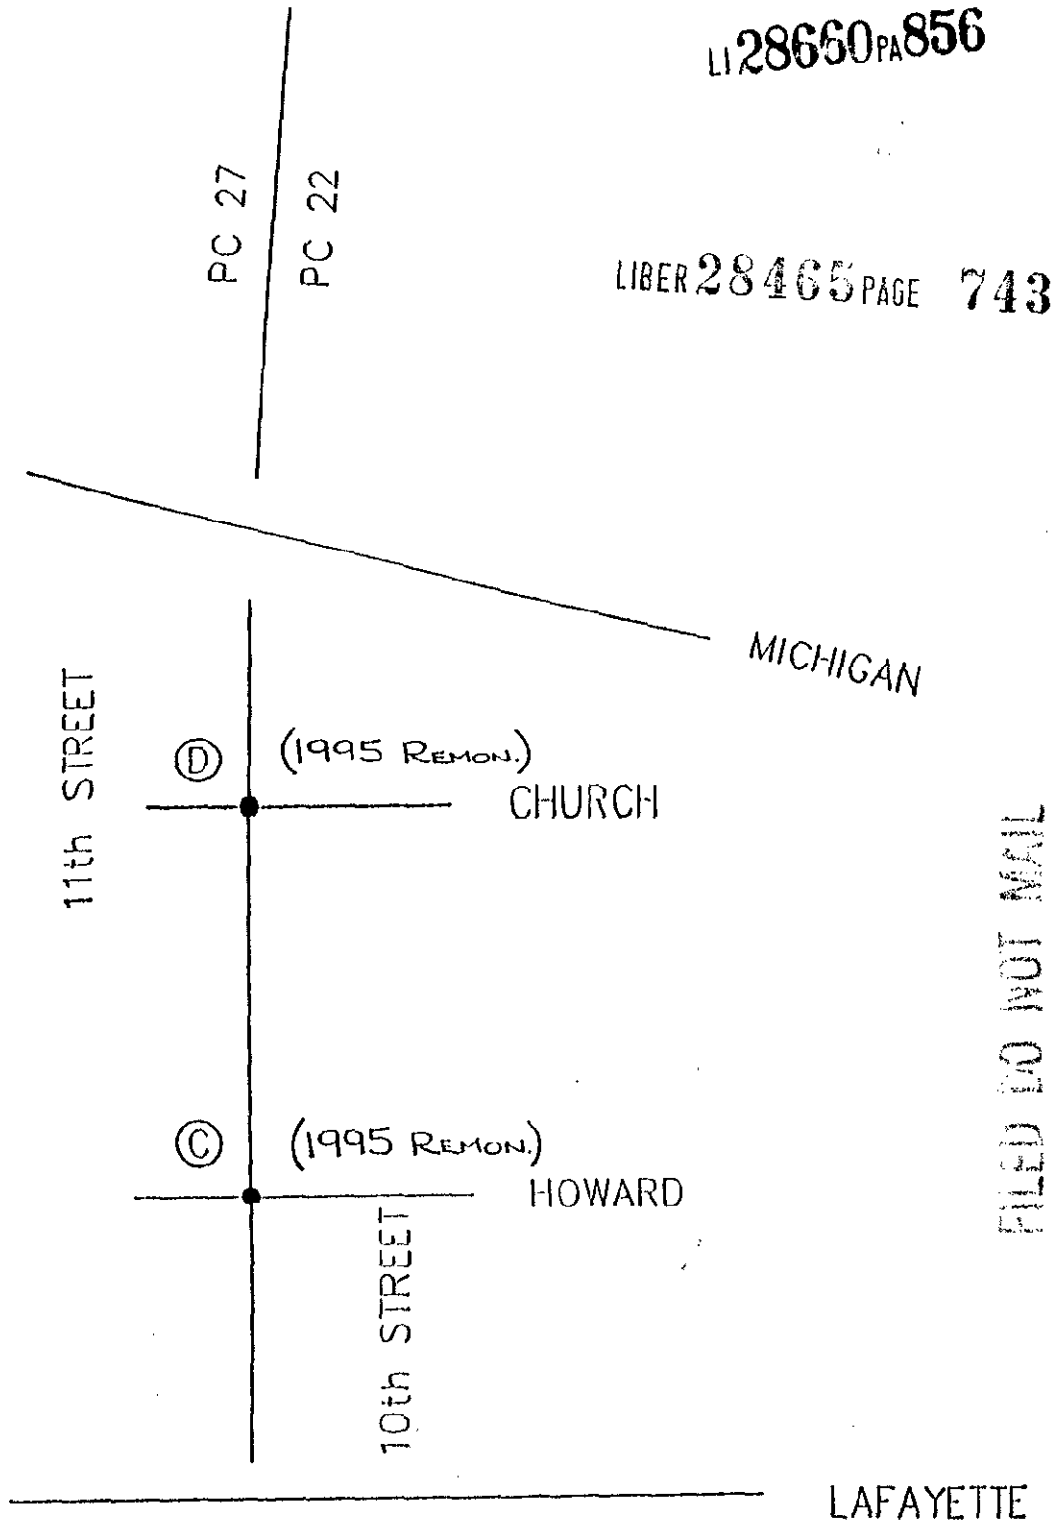 LI 28660 PA 856
PC 27
PC 22
LIBER 28465 PAGE 743
MICHIGAN
11th STREET
D (1995 REMON.)
CHURCH
FILED DO NOT MAIL
C (1995 REMON.)
HOWARD
10th STREET
LAFAYETTE